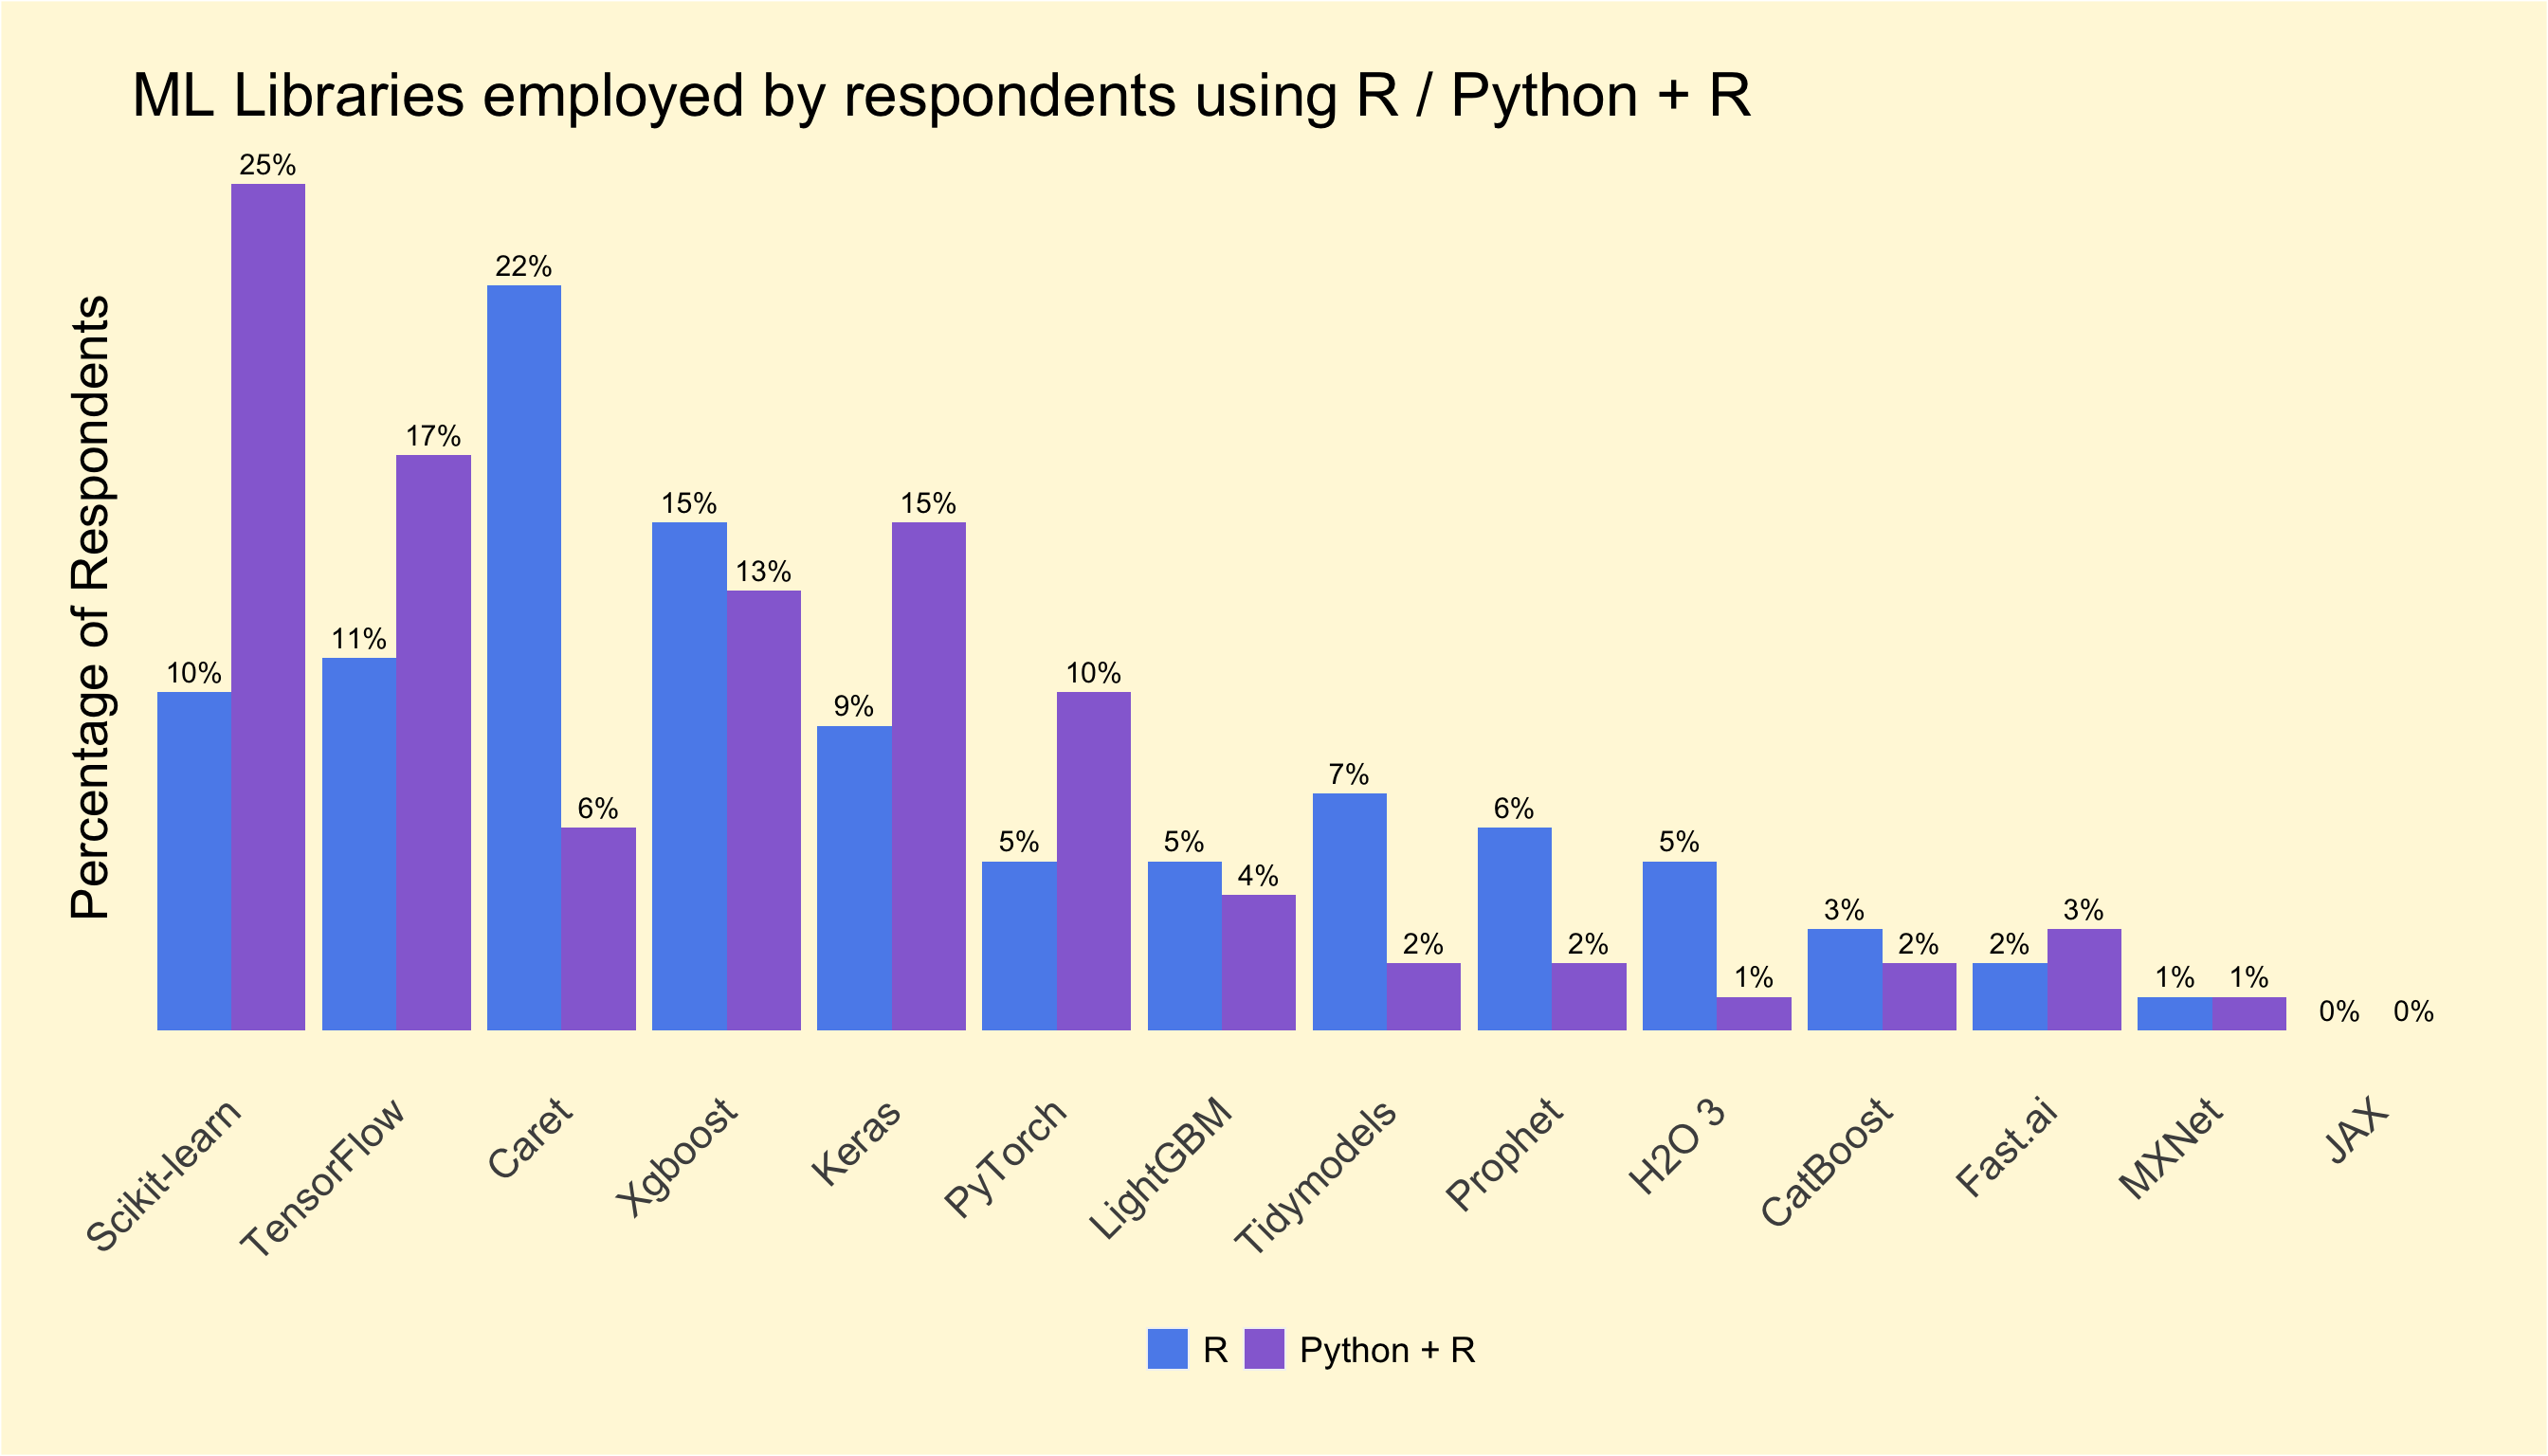 ML Libraries employed by respondents using R / Python + R
Percentage of Respondents
10%
25%
11%
17%
22%
6%
15%
13%
9%
15%
5%
10%
5%
4%
7%
2%
6%
2%
5%
1%
3%
2%
2%
3%
1%
1%
0%
0%
Scikit-learn
TensorFlow
Caret
Xgboost
Keras
PyTorch
LightGBM
Tidymodels
Prophet
H2O 3
CatBoost
Fast.ai
MXNet
JAX
R
Python + R